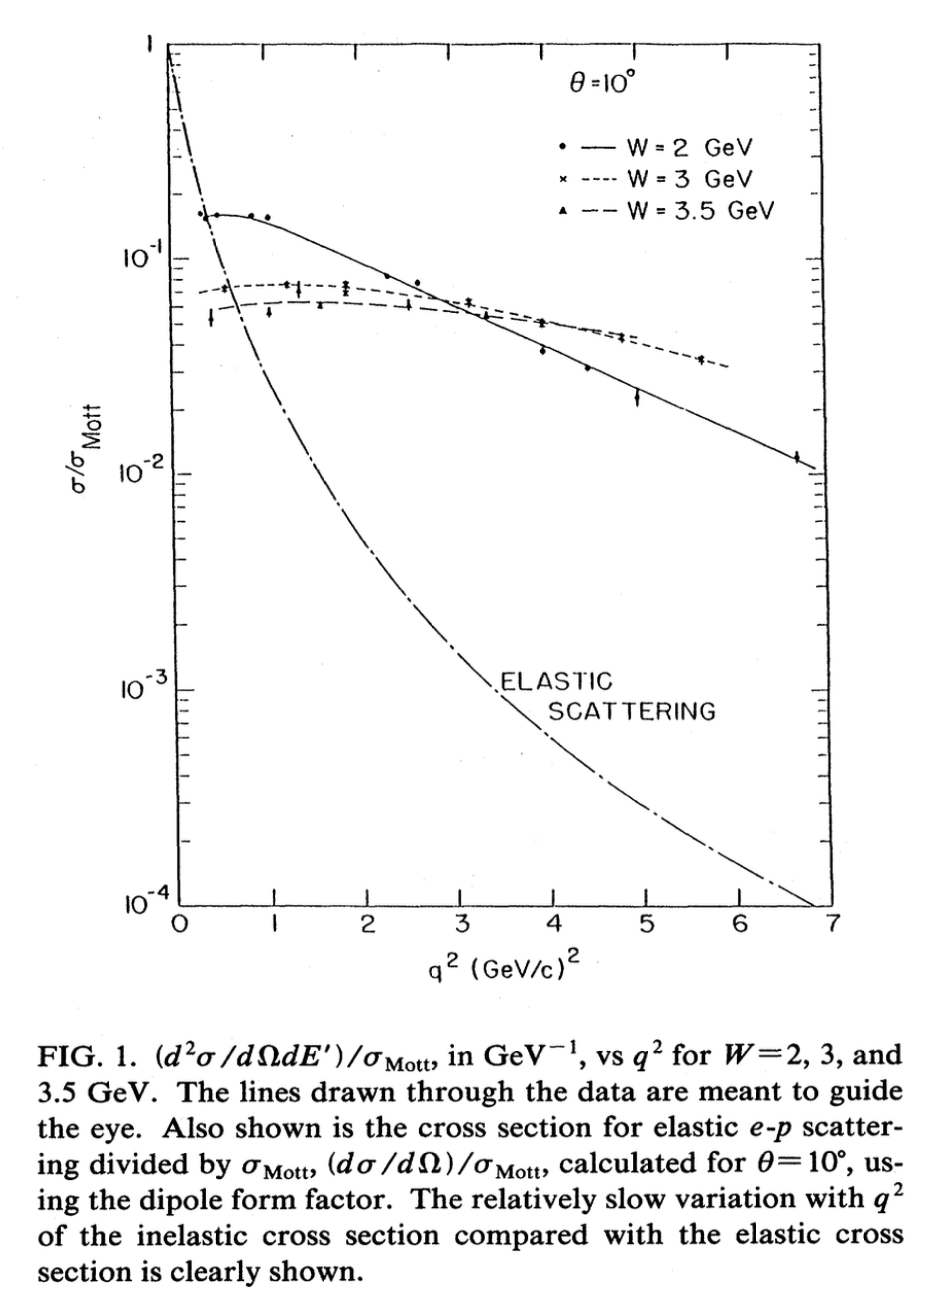 1
θ = 10°
• — W = 2 GeV
× ---- W = 3 GeV
▲ –– W = 3.5 GeV
10⁻¹
σ/σMott
10⁻²
10⁻³
ELASTIC
SCATTERING
10⁻⁴
0 1 2 3 4 5 6 7
q² (GeV/c)²
FIG. 1. (d²σ/dΩdE′)/σMott, in GeV⁻¹, vs q² for W=2, 3, and
3.5 GeV. The lines drawn through the data are meant to guide
the eye. Also shown is the cross section for elastic e-p scatter-
ing divided by σMott, (dσ/dΩ)/σMott, calculated for θ=10°, us-
ing the dipole form factor. The relatively slow variation with q²
of the inelastic cross section compared with the elastic cross
section is clearly shown.